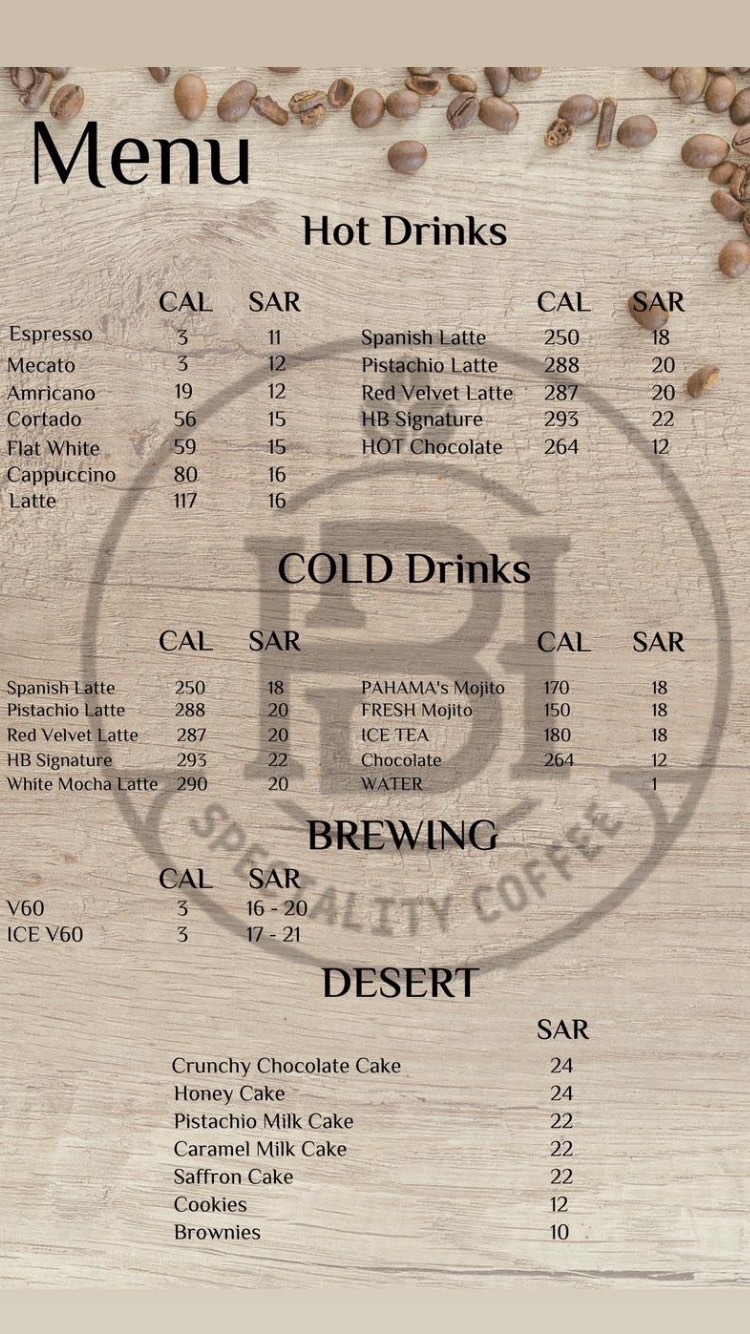 Menu
Hot Drinks
CAL SAR
Espresso 3 11
Mecato 3 12
Amricano 19 12
Cortado 56 15
Flat White 59 15
Cappuccino 80 16
Latte 117 16
CAL SAR
Spanish Latte 250 18
Pistachio Latte 288 20
Red Velvet Latte 287 20
HB Signature 293 22
HOT Chocolate 264 12
COLD Drinks
CAL SAR
Spanish Latte 250 18
Pistachio Latte 288 20
Red Velvet Latte 287 20
HB Signature 293 22
White Mocha Latte 290 20
CAL SAR
PAHAMA's Mojito 170 18
FRESH Mojito 150 18
ICE TEA 180 18
Chocolate 264 12
WATER 1
HB
SPECIALITY COFFEE
BREWING
CAL SAR
V60 3 16 - 20
ICE V60 3 17 - 21
DESERT
SAR
Crunchy Chocolate Cake 24
Honey Cake 24
Pistachio Milk Cake 22
Caramel Milk Cake 22
Saffron Cake 22
Cookies 12
Brownies 10